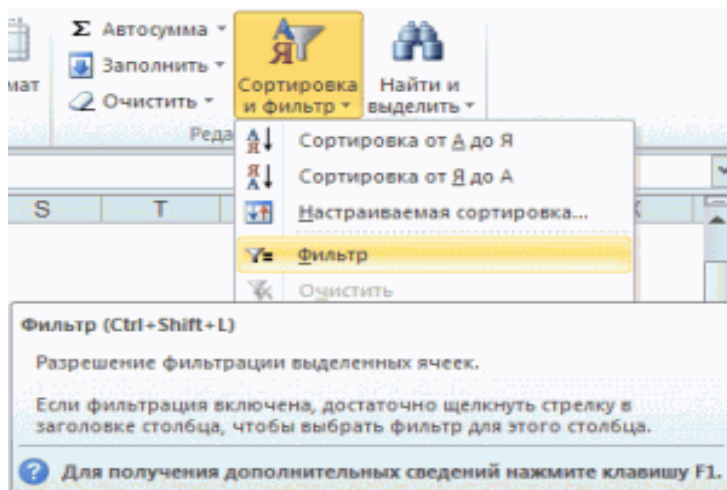 Σ Автосумма
мат
Заполнить
Очистить
Сортировка
и фильтр
Найти и
выделить
Реда
Сортировка от А до Я
Сортировка от Я до А
Настраиваемая сортировка...
S T
Фильтр
Очистить
Фильтр (Ctrl+Shift+L)
Разрешение фильтрации выделенных ячеек.
Если фильтрация включена, достаточно щелкнуть стрелку в
заголовке столбца, чтобы выбрать фильтр для этого столбца.
Для получения дополнительных сведений нажмите клавишу F1.